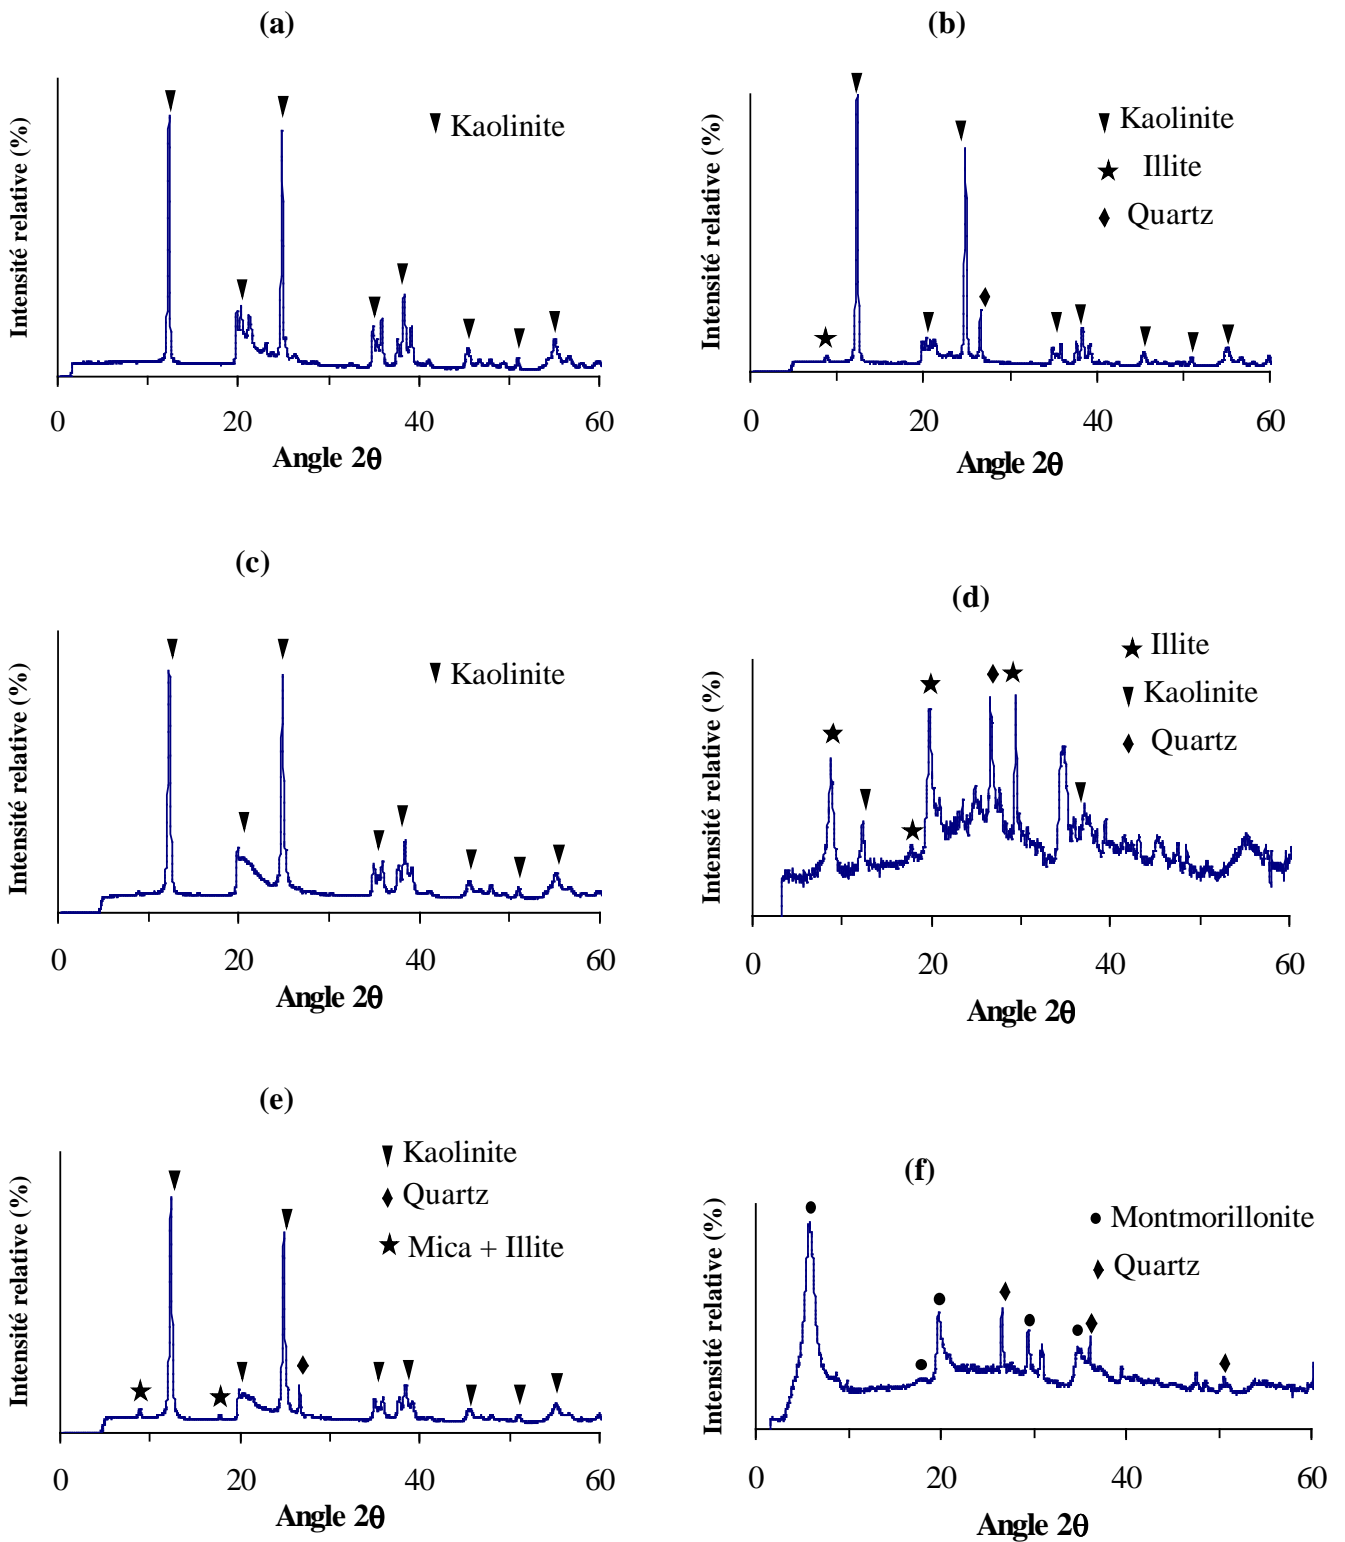 (a)
Intensité relative (%)
▼ Kaolinite
0 20 40 60
Angle 2θ
(b)
Intensité relative (%)
▼ Kaolinite
★ Illite
♦ Quartz
0 20 40 60
Angle 2θ
(c)
Intensité relative (%)
▼ Kaolinite
0 20 40 60
Angle 2θ
(d)
Intensité relative (%)
★ Illite
▼ Kaolinite
♦ Quartz
0 20 40 60
Angle 2θ
(e)
Intensité relative (%)
▼ Kaolinite
♦ Quartz
★ Mica + Illite
0 20 40 60
Angle 2θ
(f)
Intensité relative (%)
● Montmorillonite
♦ Quartz
0 20 40 60
Angle 2θ